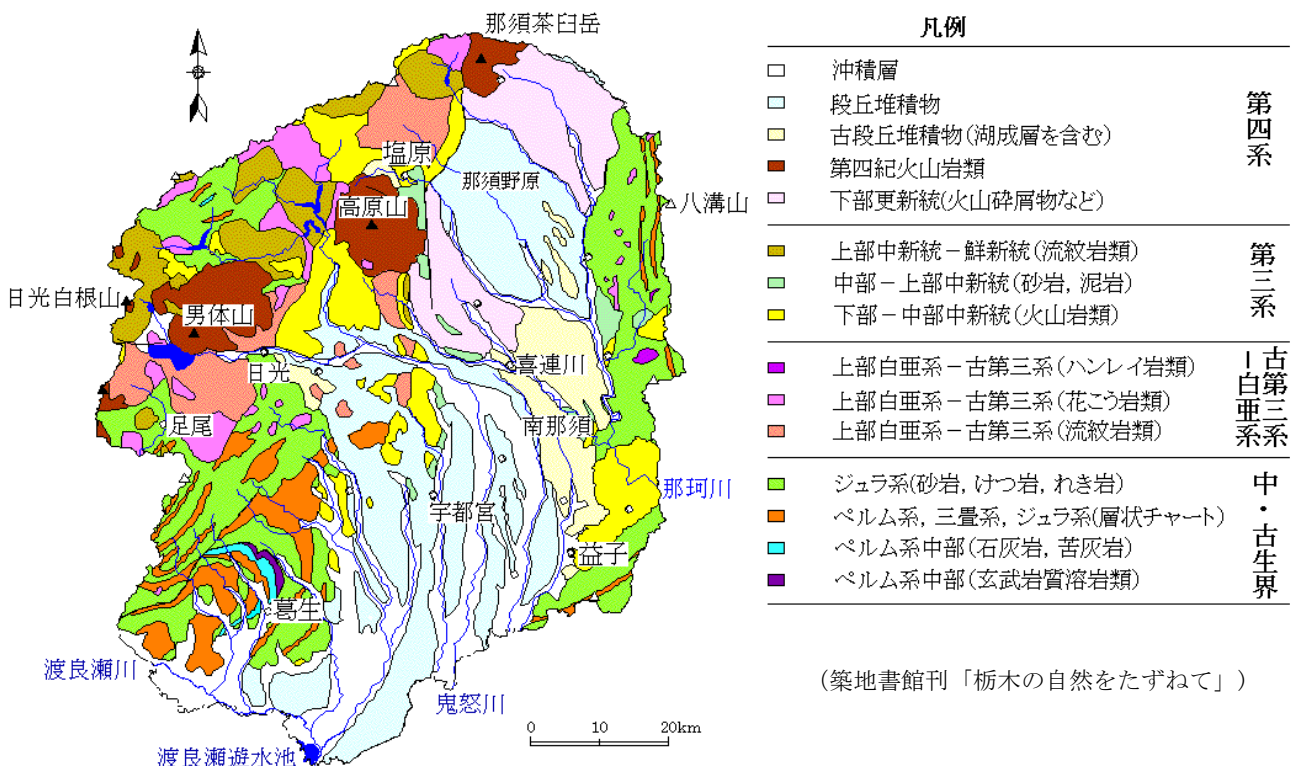 那須茶臼岳
塩原
那須野原
八溝山
高原山
日光白根山
男体山
喜連川
日光
南那須
足尾
那珂川
宇都宮
益子
葛生
渡良瀬川
鬼怒川
渡良瀬遊水池
0 10 20km
凡例
沖積層
段丘堆積物
古段丘堆積物(湖成層を含む)
第四紀火山岩類
下部更新統(火山砕屑物など)
第四系
上部中新統－鮮新統(流紋岩類)
中部－上部中新統(砂岩, 泥岩)
下部－中部中新統(火山岩類)
第三系
上部白亜系－古第三系(ハンレイ岩類)
上部白亜系－古第三系(花こう岩類)
上部白亜系－古第三系(流紋岩類)
古第三系
－白亜系
ジュラ系(砂岩, けつ岩, れき岩)
ペルム系, 三畳系, ジュラ系(層状チャート)
ペルム系中部(石灰岩, 苦灰岩)
ペルム系中部(玄武岩質溶岩類)
中・古生界
(築地書館刊「栃木の自然をたずねて」)